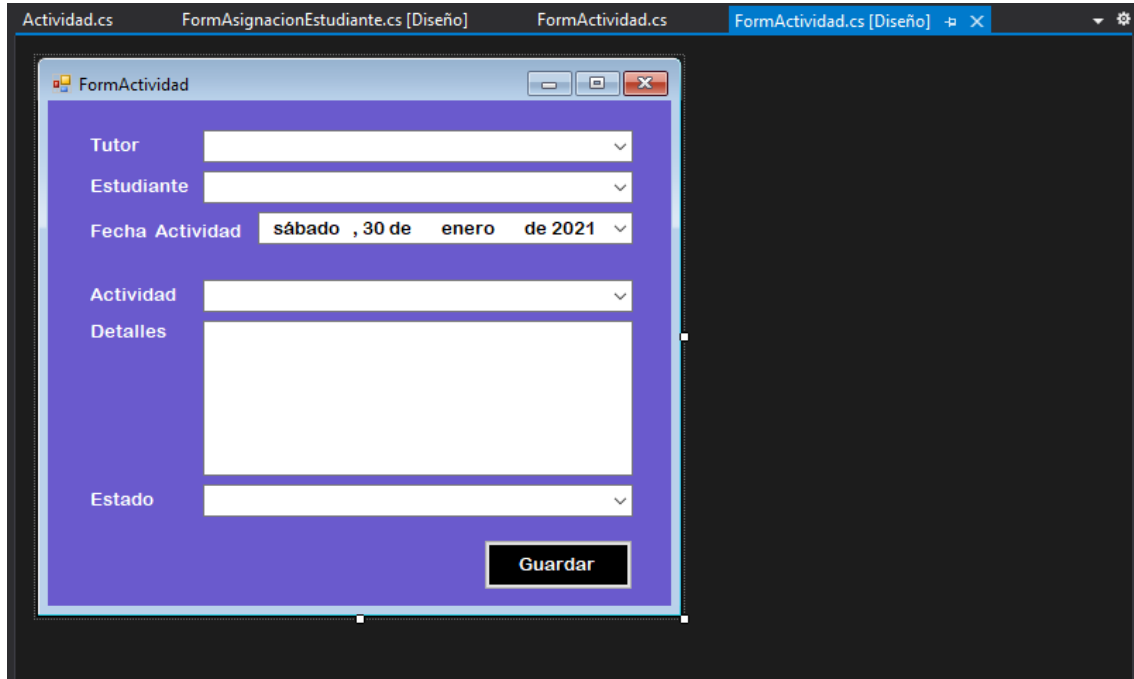 Actividad.cs FormAsignacionEstudiante.cs [Diseño] FormActividad.cs FormActividad.cs [Diseño]
FormActividad
Tutor
Estudiante
Fecha Actividad sábado , 30 de enero de 2021
Actividad
Detalles
Estado
Guardar